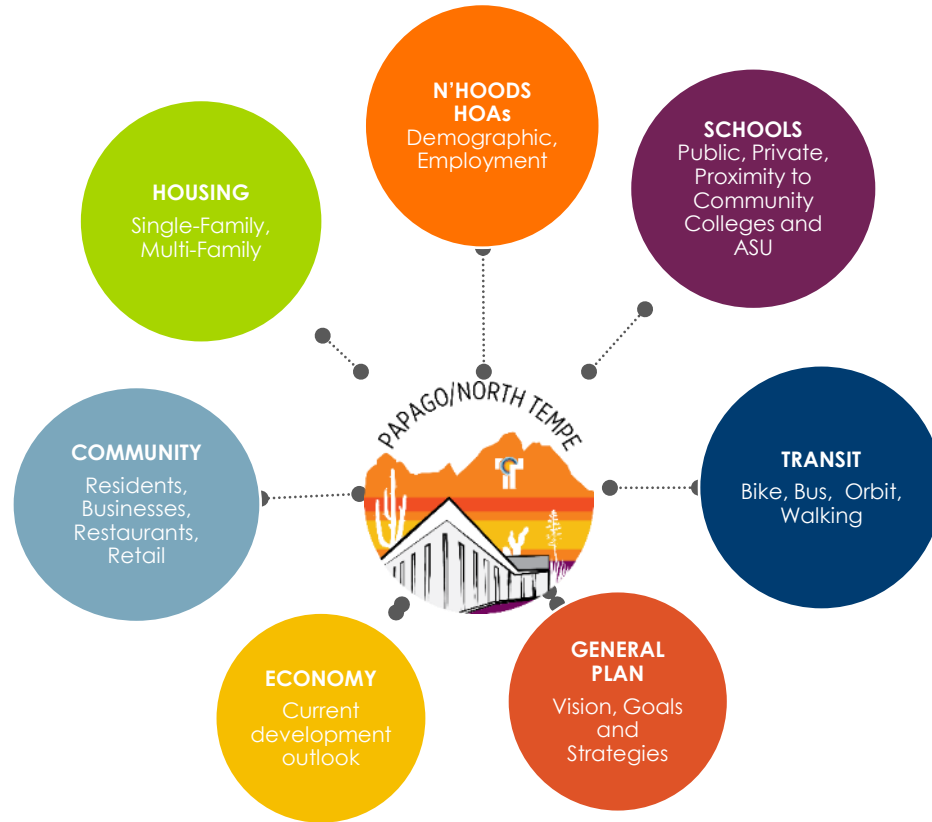 N'HOODS
HOAs
Demographic,
Employment
SCHOOLS
Public, Private,
Proximity to
Community
Colleges and
ASU
HOUSING
Single-Family,
Multi-Family
PAPAGO/NORTH TEMPE
TRANSIT
Bike, Bus, Orbit,
Walking
COMMUNITY
Residents,
Businesses,
Restaurants,
Retail
GENERAL
PLAN
Vision, Goals
and
Strategies
ECONOMY
Current
development
outlook